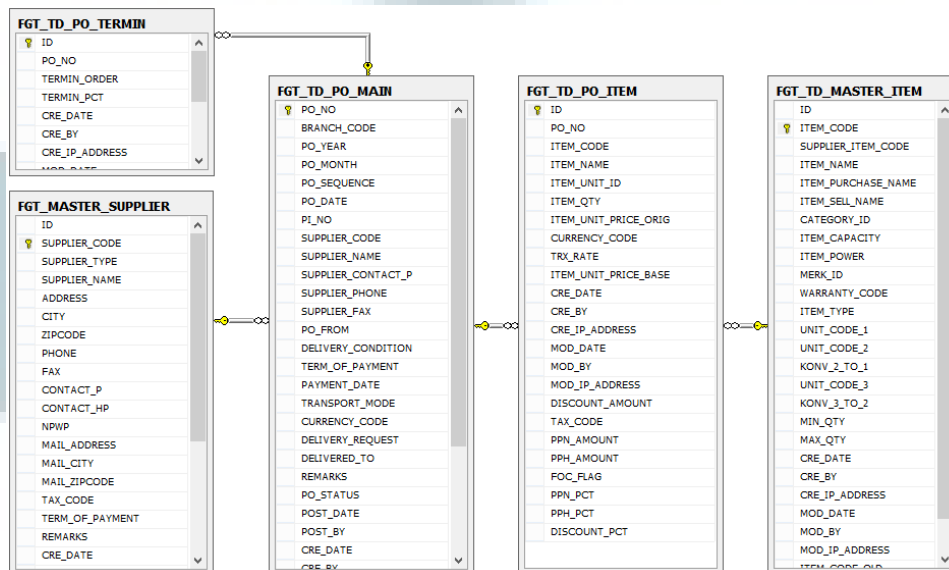 FGT_TD_PO_TERMIN
ID
PO_NO
TERMIN_ORDER
TERMIN_PCT
CRE_DATE
CRE_BY
CRE_IP_ADDRESS
MOD_DATE
FGT_MASTER_SUPPLIER
ID
SUPPLIER_CODE
SUPPLIER_TYPE
SUPPLIER_NAME
ADDRESS
CITY
ZIPCODE
PHONE
FAX
CONTACT_P
CONTACT_HP
NPWP
MAIL_ADDRESS
MAIL_CITY
MAIL_ZIPCODE
TAX_CODE
TERM_OF_PAYMENT
REMARKS
CRE_DATE
FGT_TD_PO_MAIN
PO_NO
BRANCH_CODE
PO_YEAR
PO_MONTH
PO_SEQUENCE
PO_DATE
PI_NO
SUPPLIER_CODE
SUPPLIER_NAME
SUPPLIER_CONTACT_P
SUPPLIER_PHONE
SUPPLIER_FAX
PO_FROM
DELIVERY_CONDITION
TERM_OF_PAYMENT
PAYMENT_DATE
TRANSPORT_MODE
CURRENCY_CODE
DELIVERY_REQUEST
DELIVERED_TO
REMARKS
PO_STATUS
POST_DATE
POST_BY
CRE_DATE
CRE_BY
FGT_TD_PO_ITEM
ID
PO_NO
ITEM_CODE
ITEM_NAME
ITEM_UNIT_ID
ITEM_QTY
ITEM_UNIT_PRICE_ORIG
CURRENCY_CODE
TRX_RATE
ITEM_UNIT_PRICE_BASE
CRE_DATE
CRE_BY
CRE_IP_ADDRESS
MOD_DATE
MOD_BY
MOD_IP_ADDRESS
DISCOUNT_AMOUNT
TAX_CODE
PPN_AMOUNT
PPH_AMOUNT
FOC_FLAG
PPN_PCT
PPH_PCT
DISCOUNT_PCT
FGT_TD_MASTER_ITEM
ID
ITEM_CODE
SUPPLIER_ITEM_CODE
ITEM_NAME
ITEM_PURCHASE_NAME
ITEM_SELL_NAME
CATEGORY_ID
ITEM_CAPACITY
ITEM_POWER
MERK_ID
WARRANTY_CODE
ITEM_TYPE
UNIT_CODE_1
UNIT_CODE_2
KONV_2_TO_1
UNIT_CODE_3
KONV_3_TO_2
MIN_QTY
MAX_QTY
CRE_DATE
CRE_BY
CRE_IP_ADDRESS
MOD_DATE
MOD_BY
MOD_IP_ADDRESS
ITEM_CODE_OLD